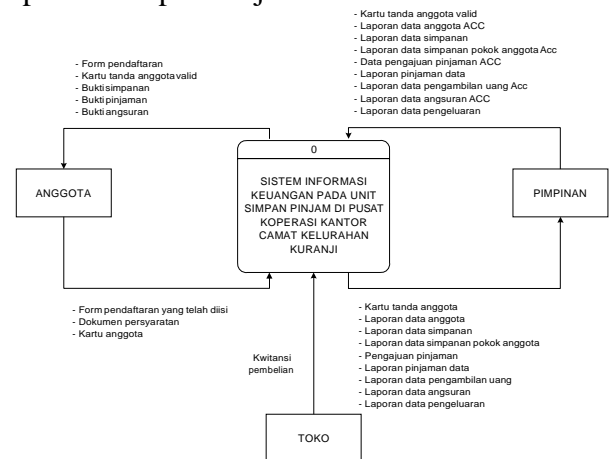 - Kartu tanda anggota valid
- Laporan data anggota ACC
- Laporan data simpanan
- Laporan data simpanan pokok anggota Acc
- Data pengajuan pinjaman ACC
- Laporan pinjaman data
- Laporan data pengambilan uang Acc
- Laporan data angsuran ACC
- Laporan data pengeluaran
- Form pendaftaran
- Kartu tanda anggota valid
- Bukti simpanan
- Bukti pinjaman
- Bukti angsuran
0
SISTEM INFORMASI
KEUANGAN PADA UNIT
SIMPAN PINJAM DI PUSAT
KOPERASI KANTOR
CAMAT KELURAHAN
KURANJI
ANGGOTA
PIMPINAN
- Form pendaftaran yang telah diisi
- Dokumen persyaratan
- Kartu anggota
- Kartu tanda anggota
- Laporan data anggota
- Laporan data simpanan
- Laporan data simpanan pokok anggota
- Pengajuan pinjaman
- Laporan pinjaman data
- Laporan data pengambilan uang
- Laporan data angsuran
- Laporan data pengeluaran
Kwitansi
pembelian
TOKO